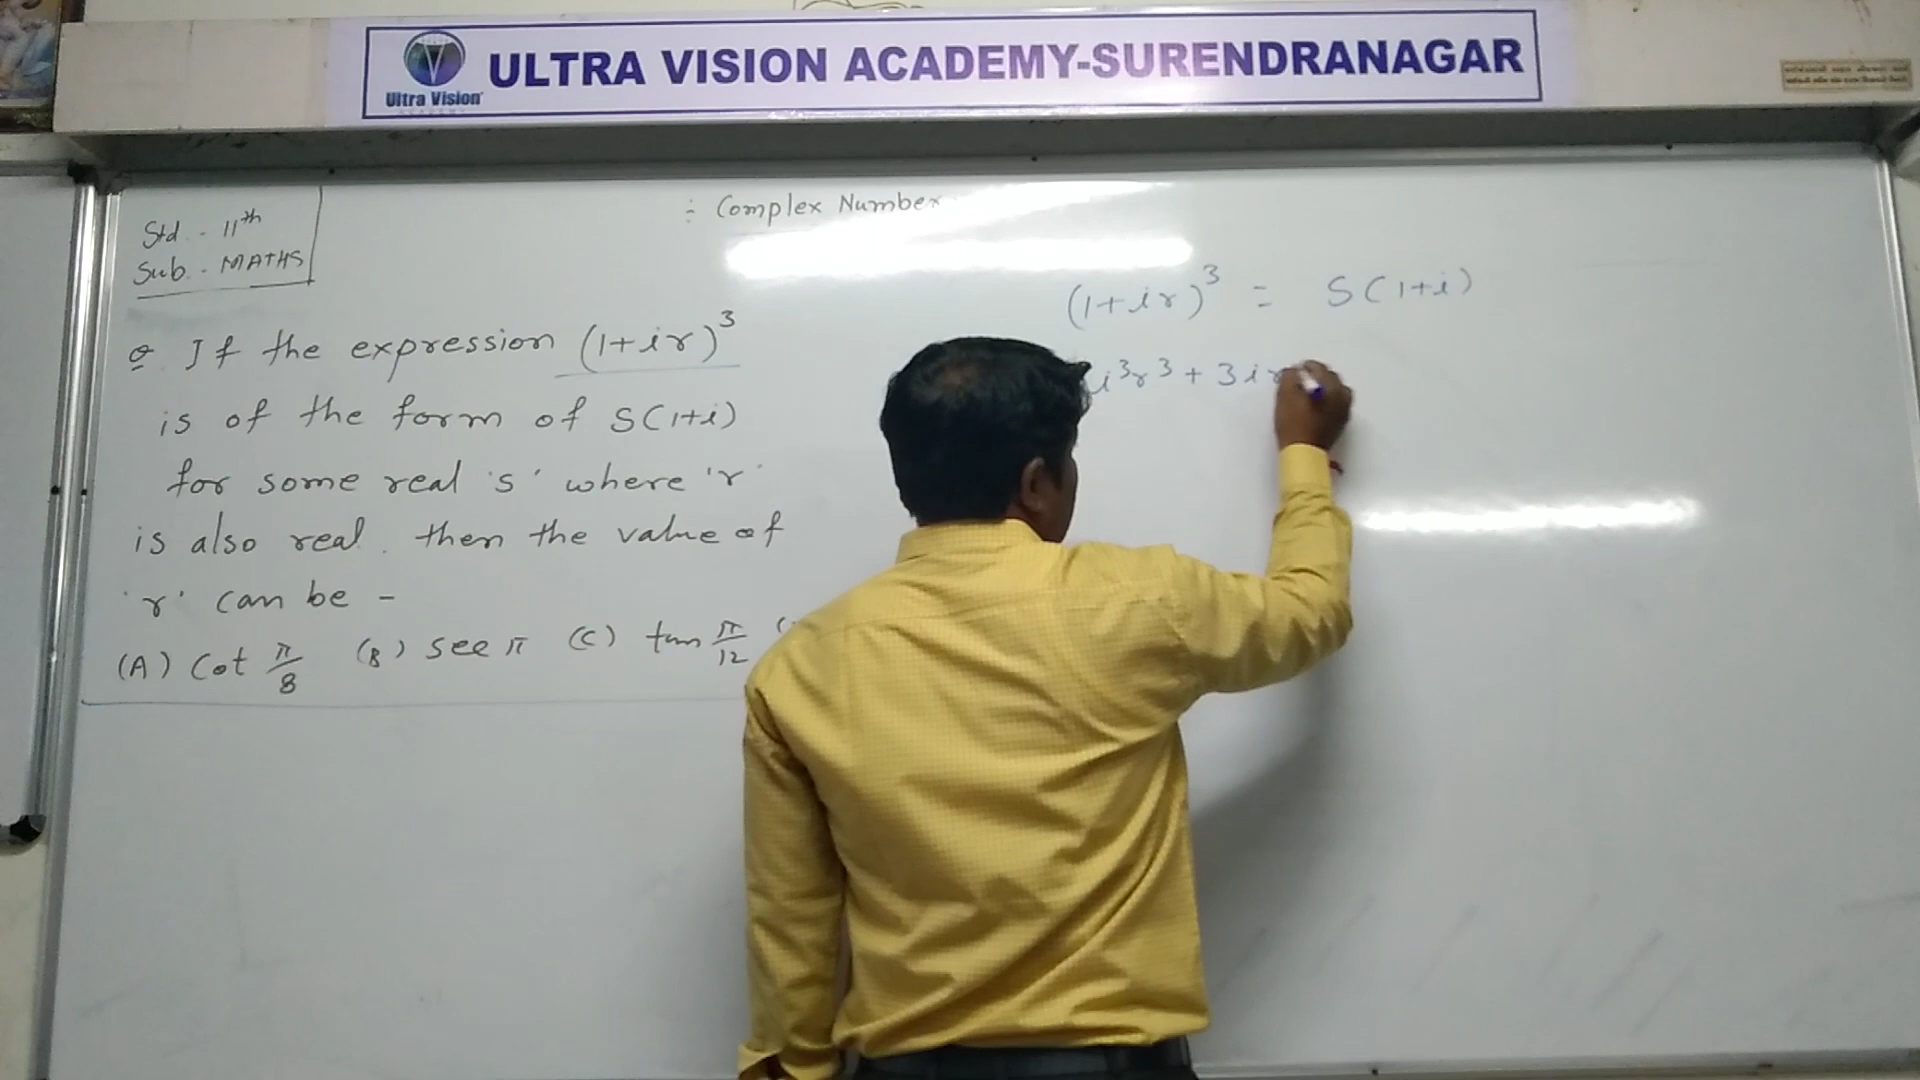 ULTRA VISION ACADEMY-SURENDRANAGAR
Ultra Vision
Std. - 11th
Sub. - MATHS
: Complex Number
Q. If the expression (1+ir)³
is of the form of S(1+i)
for some real 's' where 'r'
is also real. then the value of
'r' can be -
(A) Cot π/8 (B) sec π (C) tan π/12 (
(1+ir)³ = S(1+i)
i³r³ + 3ir